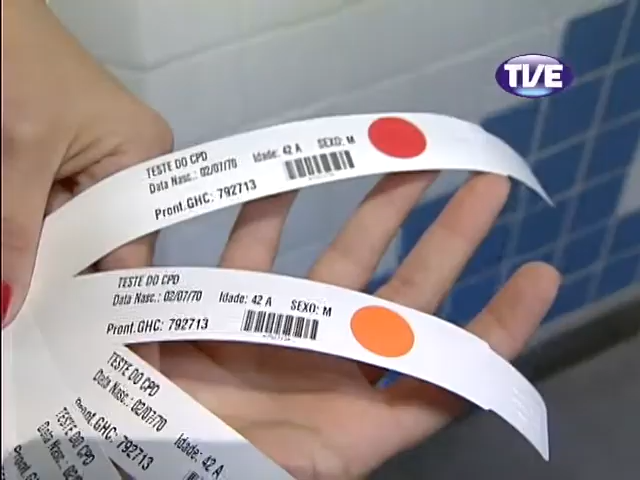 TVE
TESTE DO CPD
Data Nasc.: 02/07/70 Idade: 42 A SEXO: M
Pront.GHC: 792713
TESTE DO CPD
Data Nasc.: 02/07/70 Idade: 42 A SEXO: M
Pront.GHC: 792713
TESTE DO CPD
Data Nasc.: 02/07/70 Idade: 42 A
Pront.GHC: 792713
TESTE DO CPD
Data Nasc.: